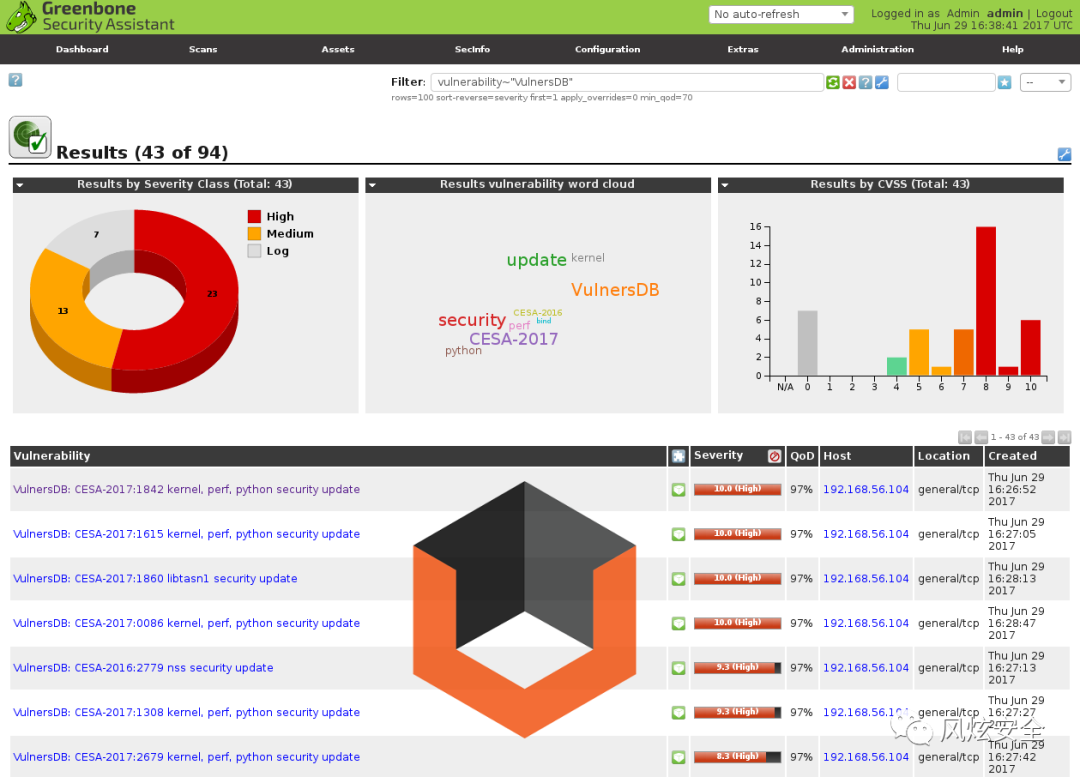 Greenbone
Security Assistant
No auto-refresh
Logged in as Admin admin | Logout
Thu Jun 29 16:38:41 2017 UTC
Dashboard Scans Assets SecInfo Configuration Extras Administration Help
?
Filter: vulnerability~"VulnersDB"
?
--
rows=100 sort-reverse=severity first=1 apply_overrides=0 min_qod=70
Results (43 of 94)
Results by Severity Class (Total: 43)
High
Medium
Log
7
23
13
Results vulnerability word cloud
update kernel
VulnersDB
CESA-2016
security perf bind
CESA-2017
python
Results by CVSS (Total: 43)
16
14
12
10
8
6
4
2
0
N/A 0 1 2 3 4 5 6 7 8 9 10
1 - 43 of 43
Vulnerability Severity QoD Host Location Created
VulnersDB: CESA-2017:1842 kernel, perf, python security update 10.0 (High) 97% 192.168.56.104 general/tcp Thu Jun 29
16:26:52
2017
VulnersDB: CESA-2017:1615 kernel, perf, python security update 10.0 (High) 97% 192.168.56.104 general/tcp Thu Jun 29
16:27:05
2017
VulnersDB: CESA-2017:1860 libtasn1 security update 10.0 (High) 97% 192.168.56.104 general/tcp Thu Jun 29
16:28:13
2017
VulnersDB: CESA-2017:0086 kernel, perf, python security update 10.0 (High) 97% 192.168.56.104 general/tcp Thu Jun 29
16:28:47
2017
VulnersDB: CESA-2016:2779 nss security update 9.3 (High) 97% 192.168.56.104 general/tcp Thu Jun 29
16:27:13
2017
VulnersDB: CESA-2017:1308 kernel, perf, python security update 9.3 (High) 97% 192.168.56.104 general/tcp Thu Jun 29
16:27:27
2017
风炫安全
VulnersDB: CESA-2017:2679 kernel, perf, python security update 8.3 (High) 97% 192.168.56.104 general/tcp Thu Jun 29
16:27:42
2017